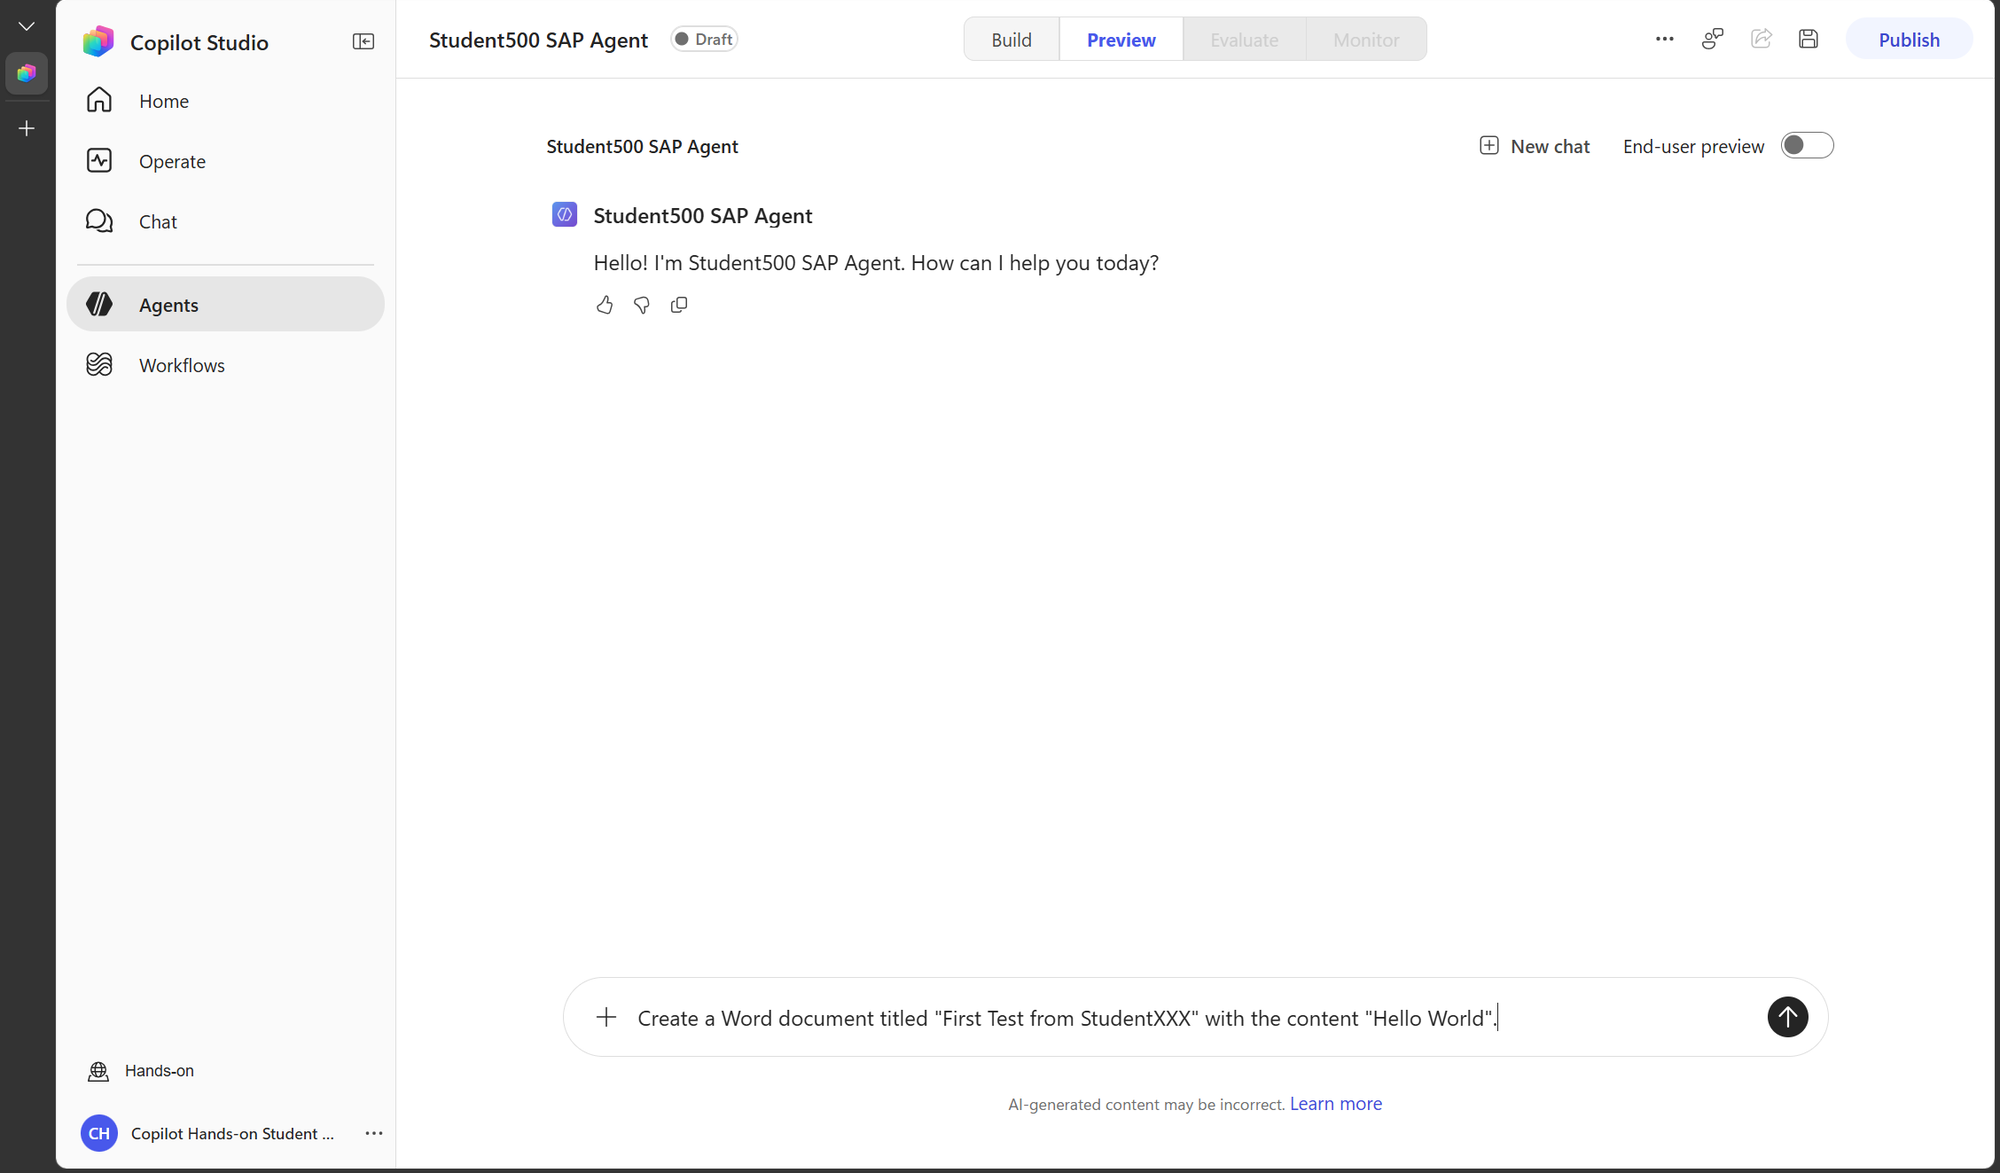 Copilot Studio
Home
Operate
Chat
Agents
Workflows
Hands-on
CH
Copilot Hands-on Student ...
Student500 SAP Agent
Draft
Build
Preview
Evaluate
Monitor
Publish
Student500 SAP Agent
New chat
End-user preview
Student500 SAP Agent
Hello! I'm Student500 SAP Agent. How can I help you today?
Create a Word document titled "First Test from StudentXXX" with the content "Hello World".
AI-generated content may be incorrect. Learn more